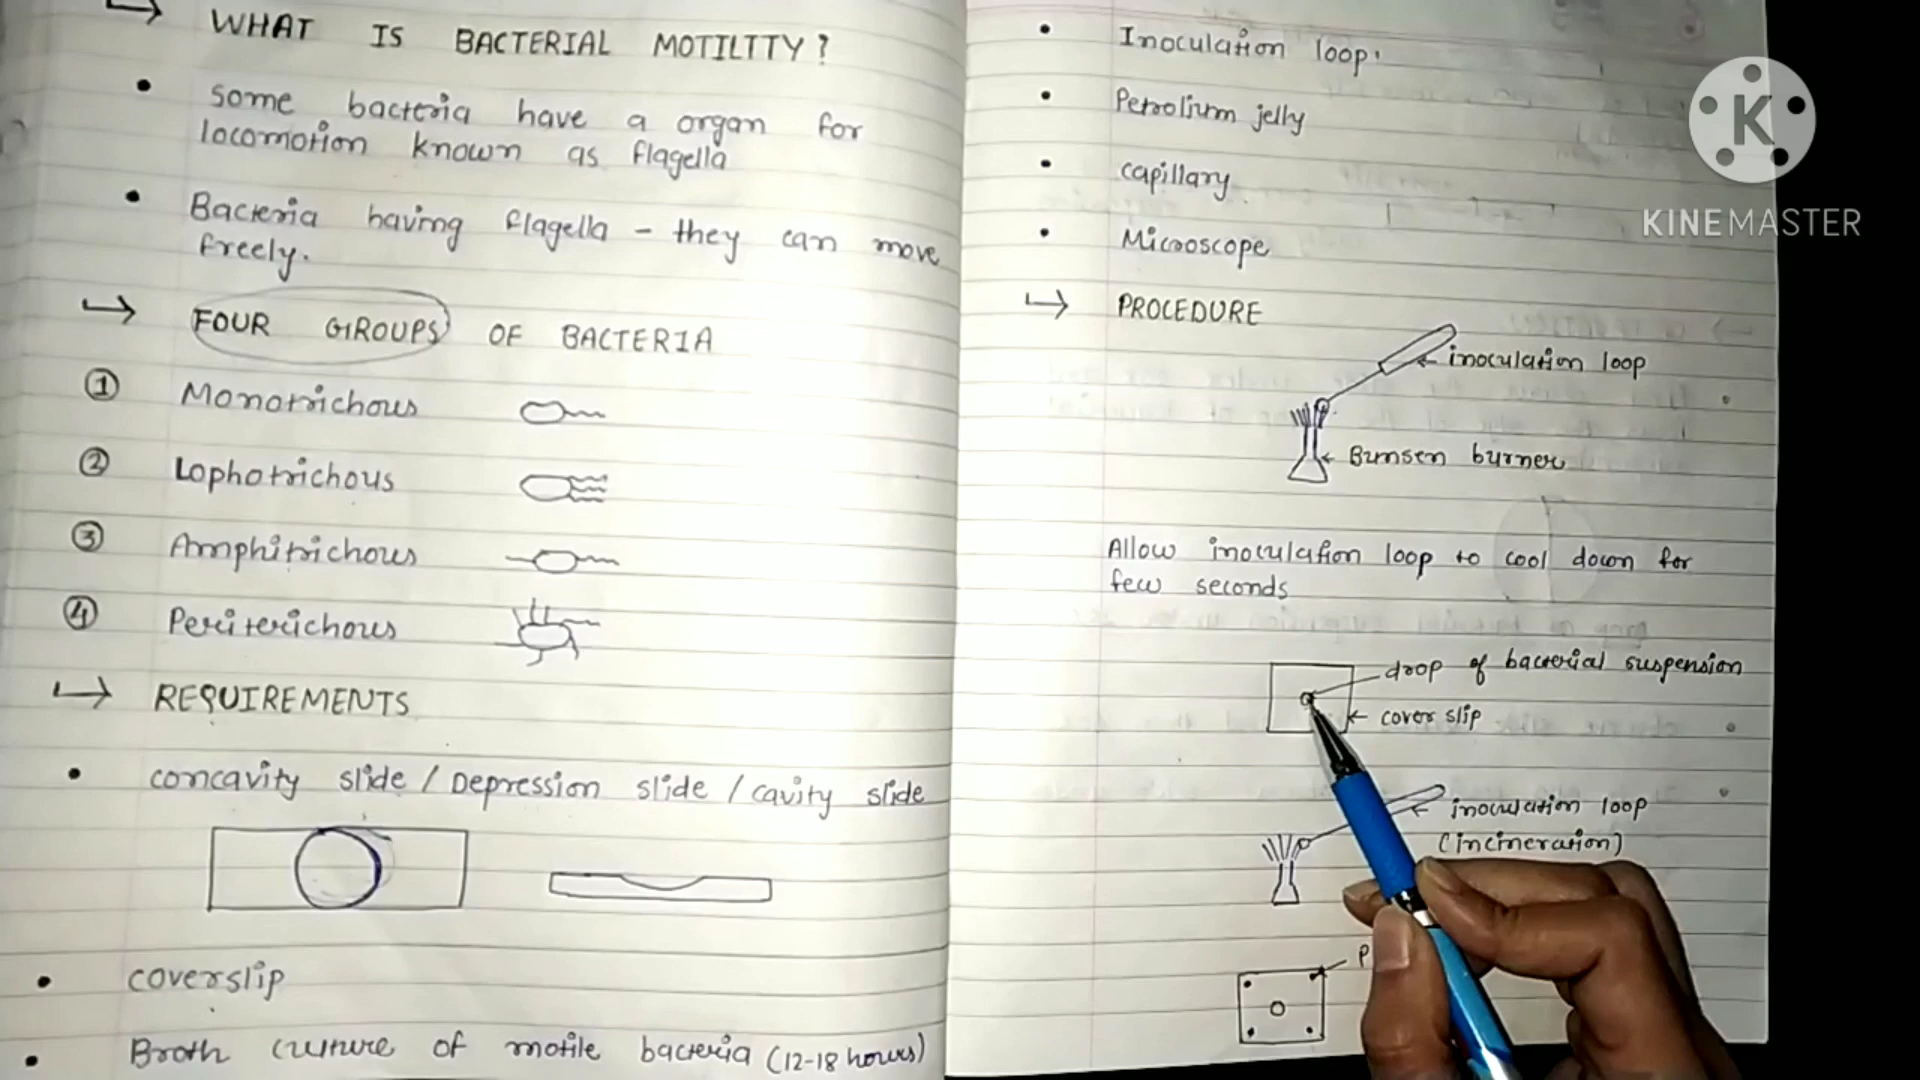 WHAT IS BACTERIAL MOTILITY?
some bacteria have a organ for
locomotion known as flagella
Bacteria having flagella - they can move
freely.
FOUR GROUPS OF BACTERIA
① Monotrichous
② Lophotrichous
③ Amphitrichous
④ Periterichous
REQUIREMENTS
concavity slide / Depression slide / cavity slide
coverslip
Broth culture of motile bacteria (12-18 hours)
Inoculation loop.
Petrolium jelly
capillary
Microscope
PROCEDURE
inoculation loop
Bunsen burner
Allow inoculation loop to cool down for
few seconds
drop of bacterial suspension
cover slip
inoculation loop
(incineration)
P
K
KINEMASTER